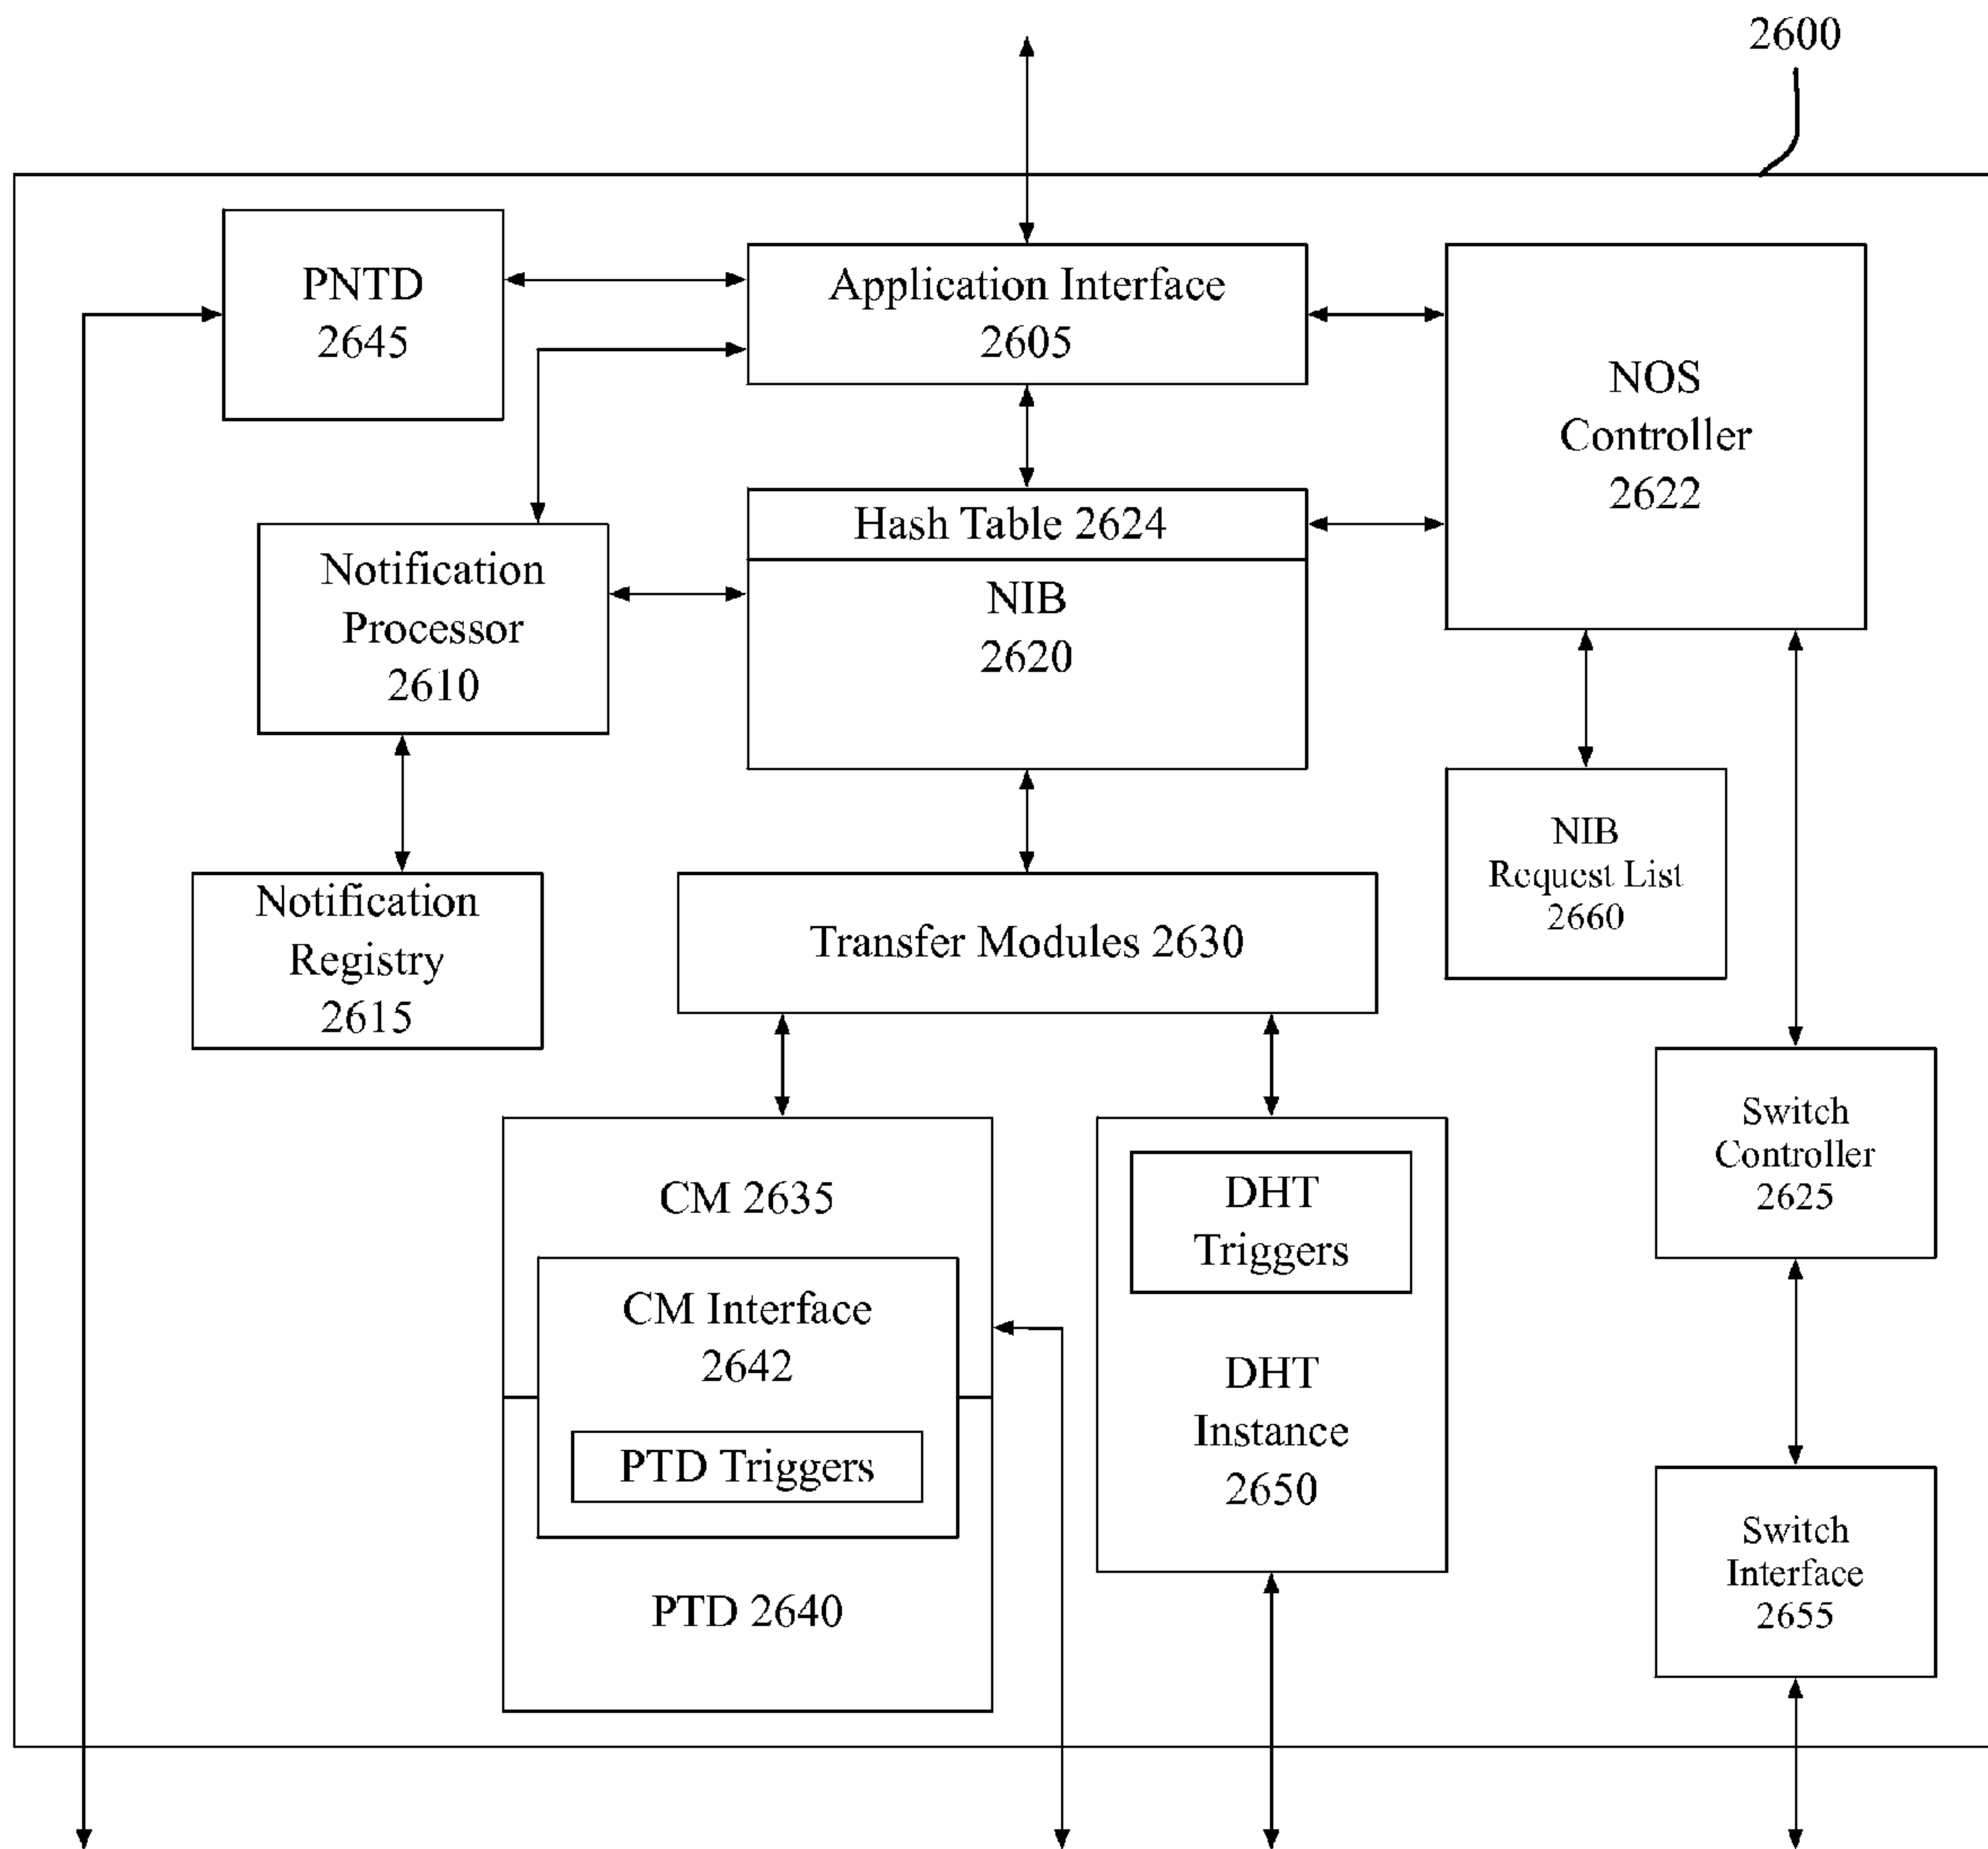 2600
PNTD
2645
Application Interface
2605
NOS
Controller
2622
Hash Table 2624
Notification
Processor
2610
NIB
2620
NIB
Request List
2660
Notification
Registry
2615
Transfer Modules 2630
Switch
Controller
2625
CM 2635
DHT
Triggers
CM Interface
2642
DHT
Instance
2650
PTD Triggers
Switch
Interface
2655
PTD 2640